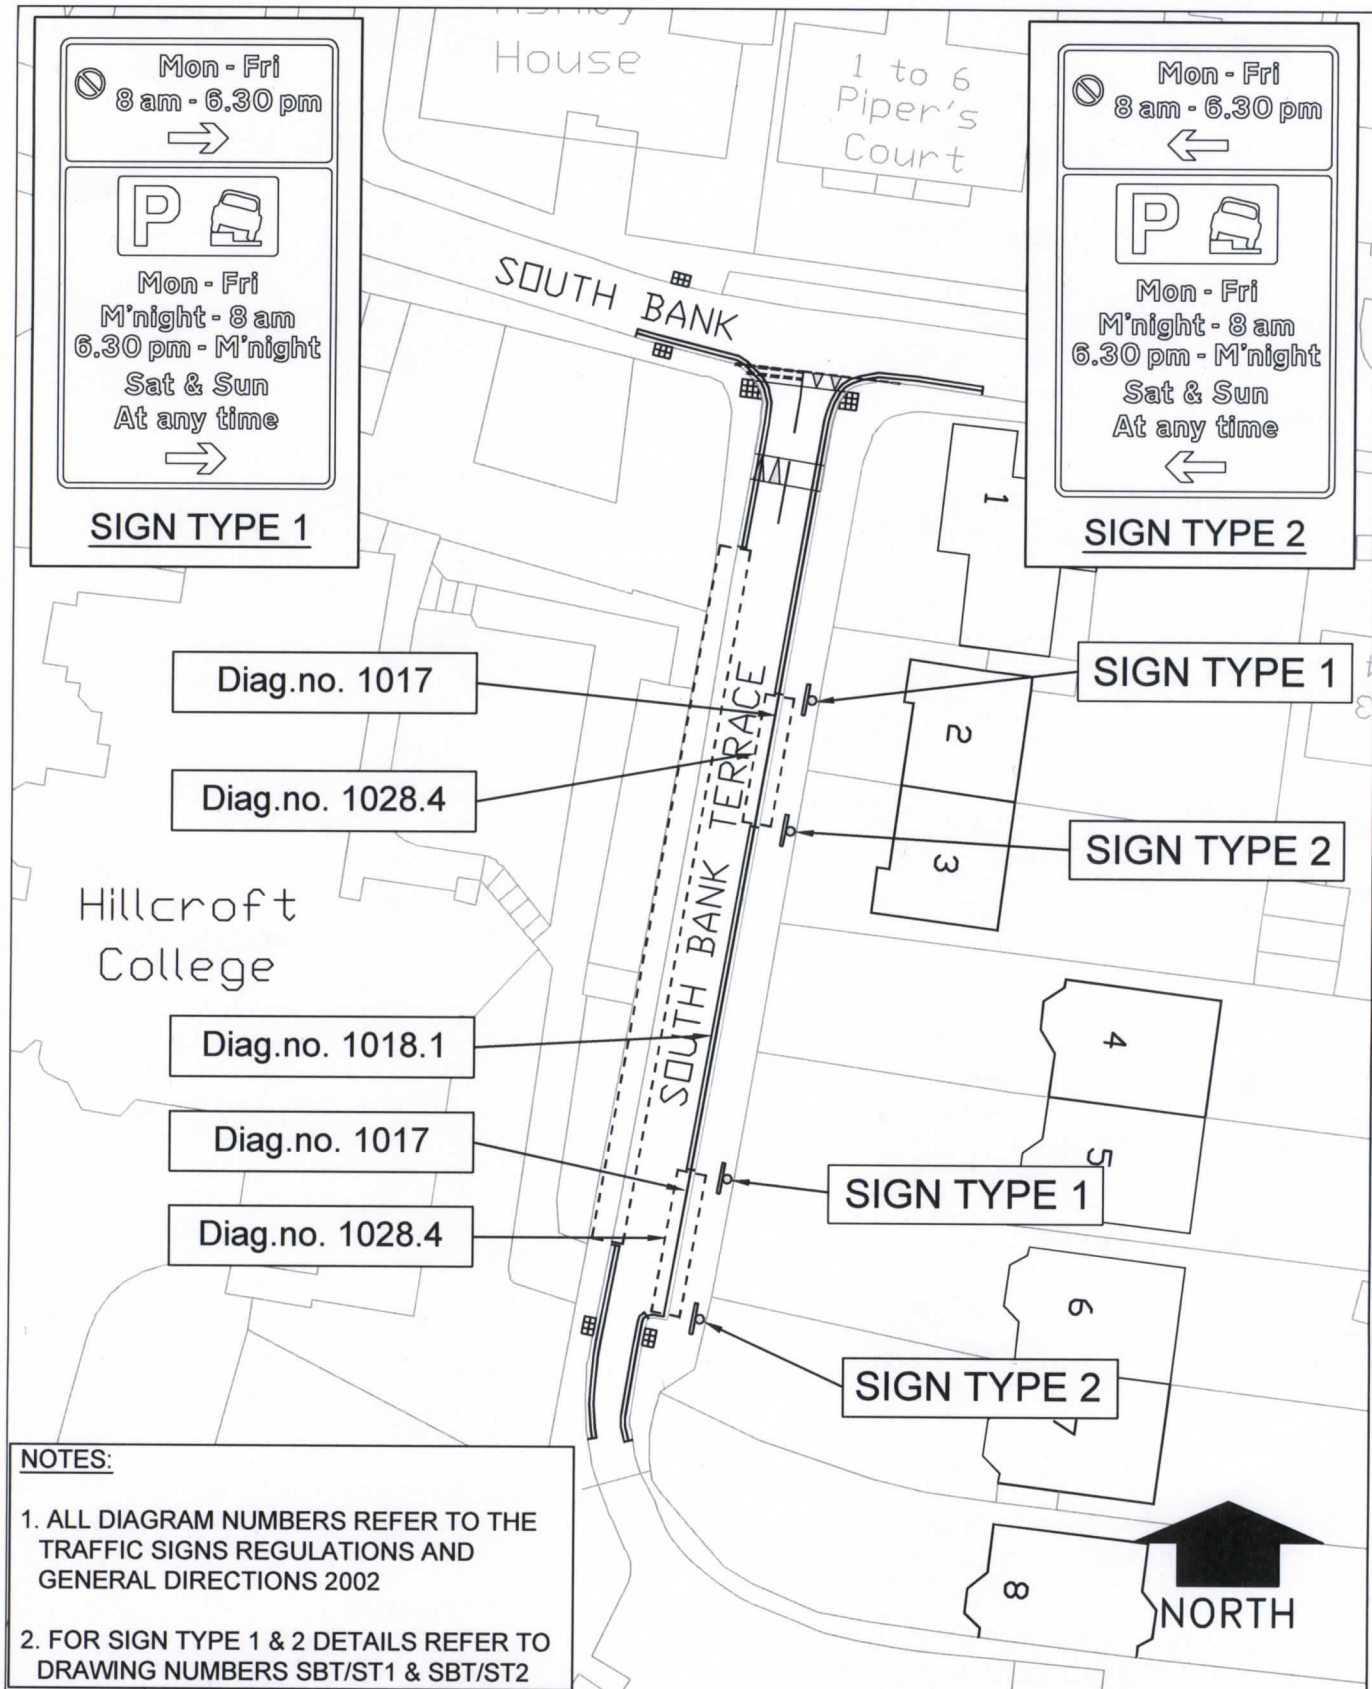 House
1 to 6
Piper's
Court
Mon - Fri
8 am - 6.30 pm
P
Mon - Fri
M'night - 8 am
6.30 pm - M'night
Sat & Sun
At any time
SIGN TYPE 1
Mon - Fri
8 am - 6.30 pm
P
Mon - Fri
M'night - 8 am
6.30 pm - M'night
Sat & Sun
At any time
SIGN TYPE 2
SOUTH BANK
1
Diag.no. 1017
SIGN TYPE 1
2
Diag.no. 1028.4
SOUTH BANK TERRACE
SIGN TYPE 2
3
Hillcroft
College
4
Diag.no. 1018.1
Diag.no. 1017
5
SIGN TYPE 1
Diag.no. 1028.4
6
SIGN TYPE 2
7
8
NORTH
NOTES:
1. ALL DIAGRAM NUMBERS REFER TO THE
TRAFFIC SIGNS REGULATIONS AND
GENERAL DIRECTIONS 2002
2. FOR SIGN TYPE 1 & 2 DETAILS REFER TO
DRAWING NUMBERS SBT/ST1 & SBT/ST2